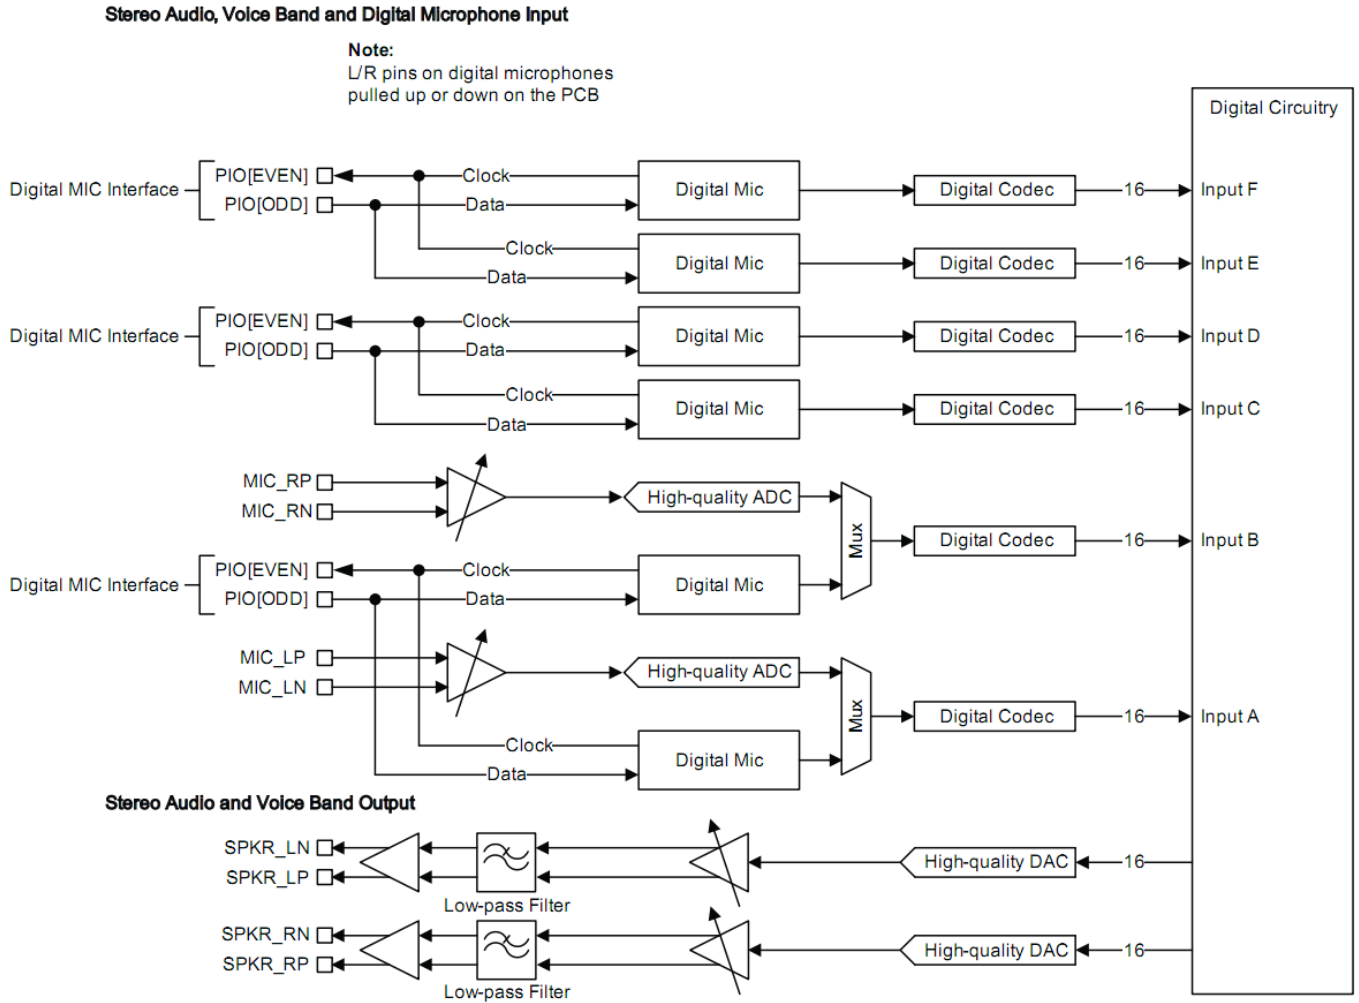 Stereo Audio, Voice Band and Digital Microphone Input
Note:
L/R pins on digital microphones
pulled up or down on the PCB
Digital Circuitry
Digital MIC Interface
PIO[EVEN]
Clock
Digital Mic
Digital Codec
16
Input F
PIO[ODD]
Data
Clock
Data
Digital Mic
Digital Codec
16
Input E
Digital MIC Interface
PIO[EVEN]
Clock
Digital Mic
Digital Codec
16
Input D
PIO[ODD]
Data
Clock
Data
Digital Mic
Digital Codec
16
Input C
MIC_RP
MIC_RN
High-quality ADC
Mux
Digital Codec
16
Input B
Digital MIC Interface
PIO[EVEN]
Clock
Digital Mic
PIO[ODD]
Data
MIC_LP
MIC_LN
High-quality ADC
Mux
Digital Codec
16
Input A
Clock
Data
Digital Mic
Stereo Audio and Voice Band Output
SPKR_LN
SPKR_LP
Low-pass Filter
High-quality DAC
16
SPKR_RN
SPKR_RP
Low-pass Filter
High-quality DAC
16